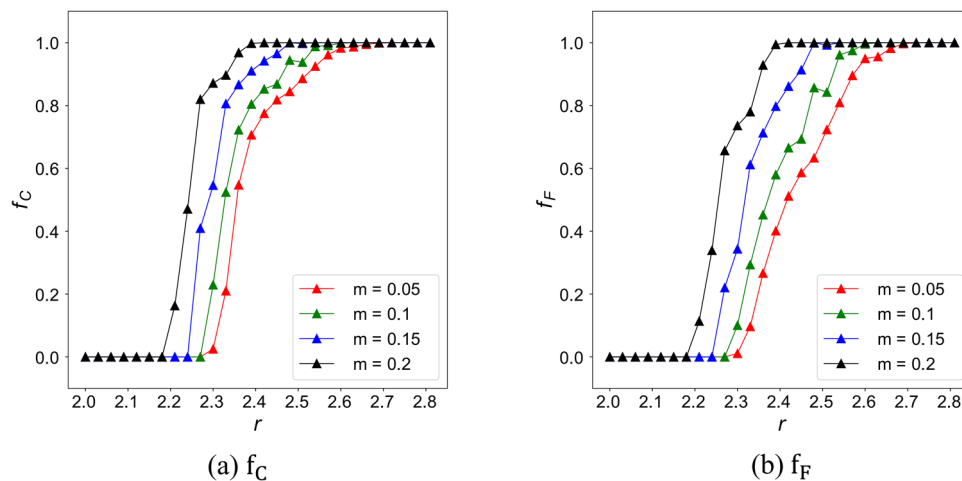 1.0
0.8
0.6
0.4
0.2
0.0
f_C
m = 0.05
m = 0.1
m = 0.15
m = 0.2
2.0 2.1 2.2 2.3 2.4 2.5 2.6 2.7 2.8
r
(a) f_C
1.0
0.8
0.6
0.4
0.2
0.0
f_F
m = 0.05
m = 0.1
m = 0.15
m = 0.2
2.0 2.1 2.2 2.3 2.4 2.5 2.6 2.7 2.8
r
(b) f_F